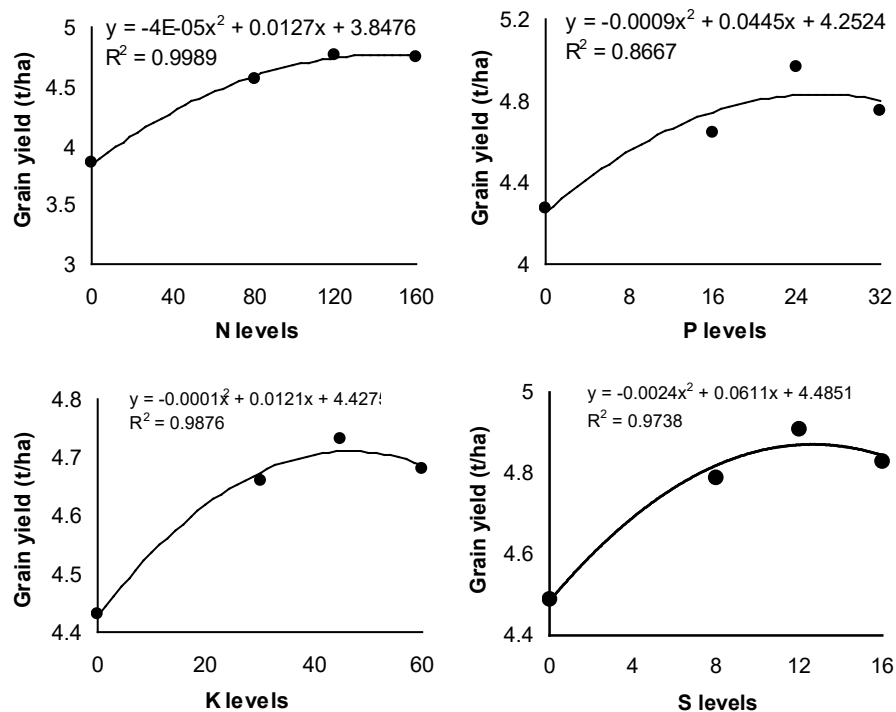 y = -4E-05x² + 0.0127x + 3.8476
R² = 0.9989
Grain yield (t/ha)
5
4.5
4
3.5
3
0 40 80 120 160
N levels
y = -0.0009x² + 0.0445x + 4.2524
R² = 0.8667
Grain yield (t/ha)
5.2
4.8
4.4
4
0 8 16 24 32
P levels
y = -0.0001x² + 0.0121x + 4.4275
R² = 0.9876
Grain yield (t/ha)
4.8
4.7
4.6
4.5
4.4
0 20 40 60
K levels
y = -0.0024x² + 0.0611x + 4.4851
R² = 0.9738
Grain yield (t/ha)
5
4.8
4.6
4.4
0 4 8 12 16
S levels